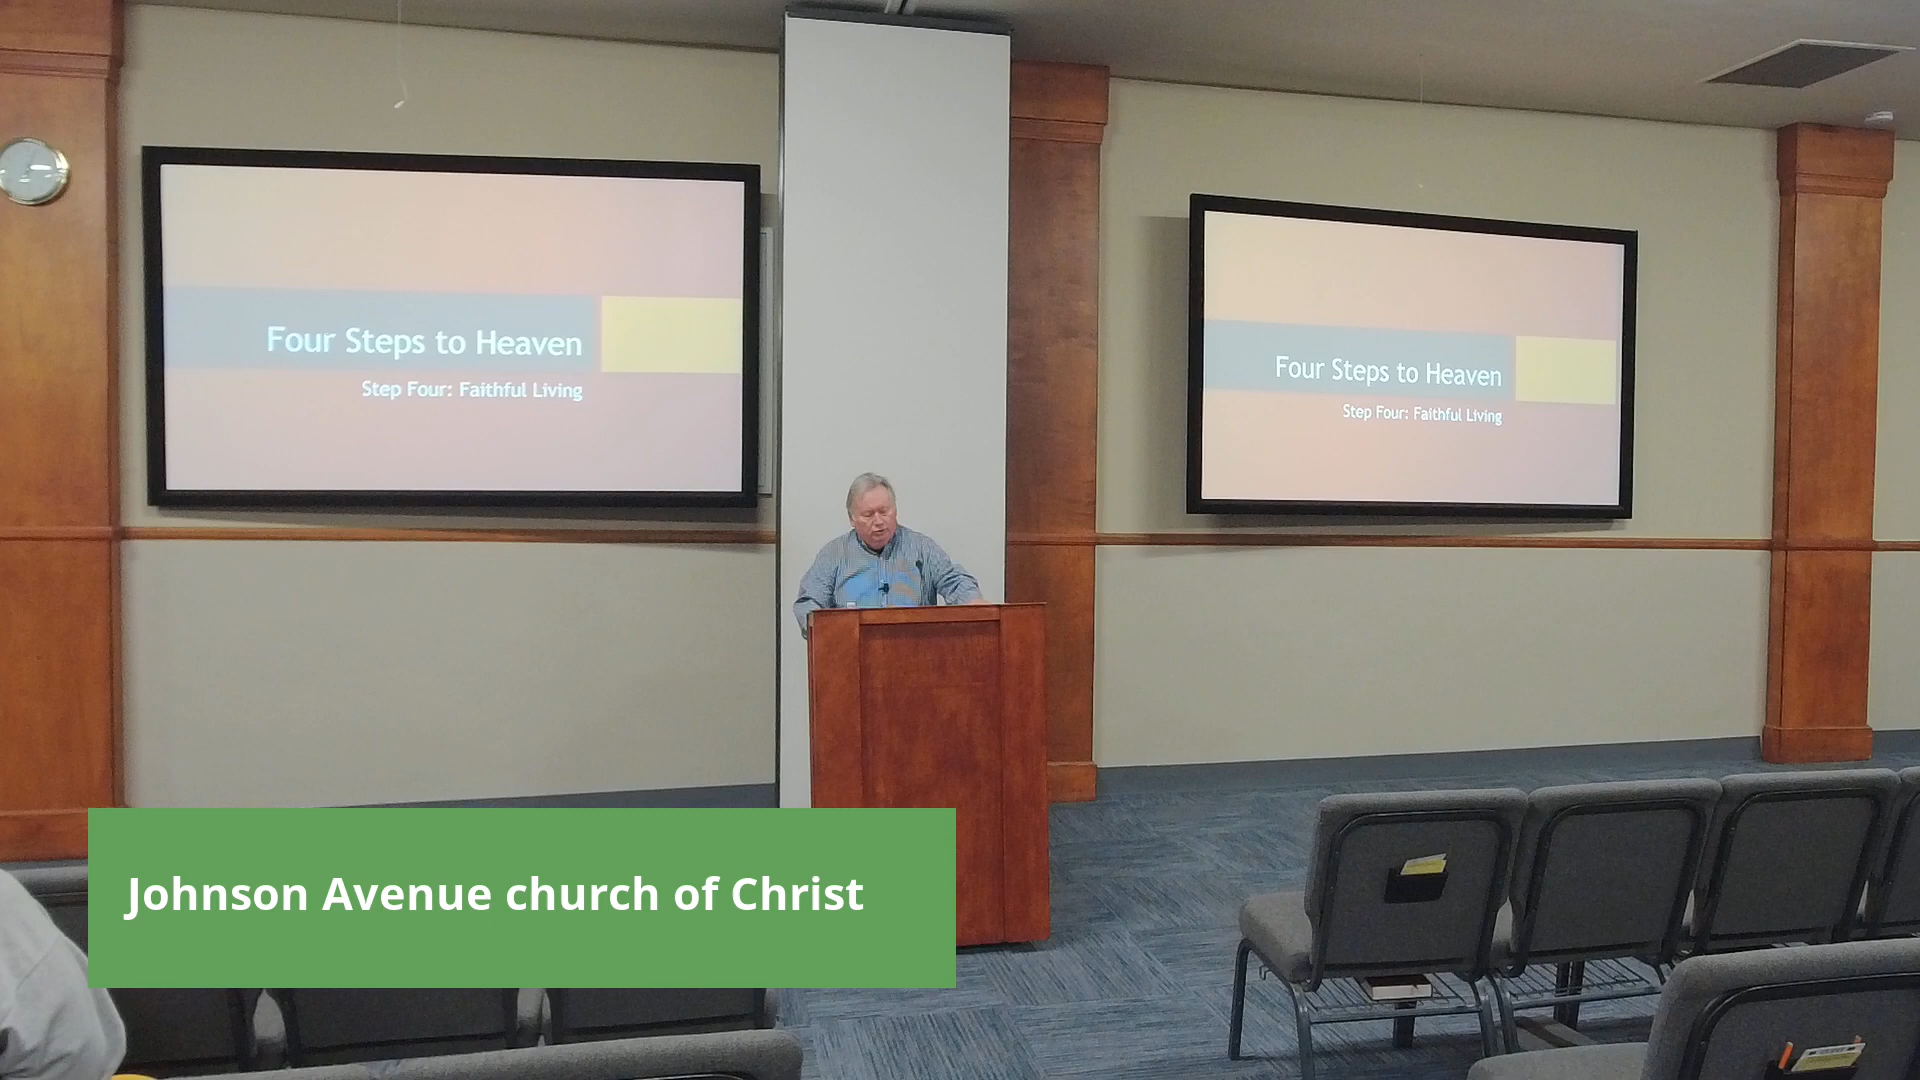 Four Steps to Heaven
Step Four: Faithful Living
Four Steps to Heaven
Step Four: Faithful Living
Johnson Avenue church of Christ